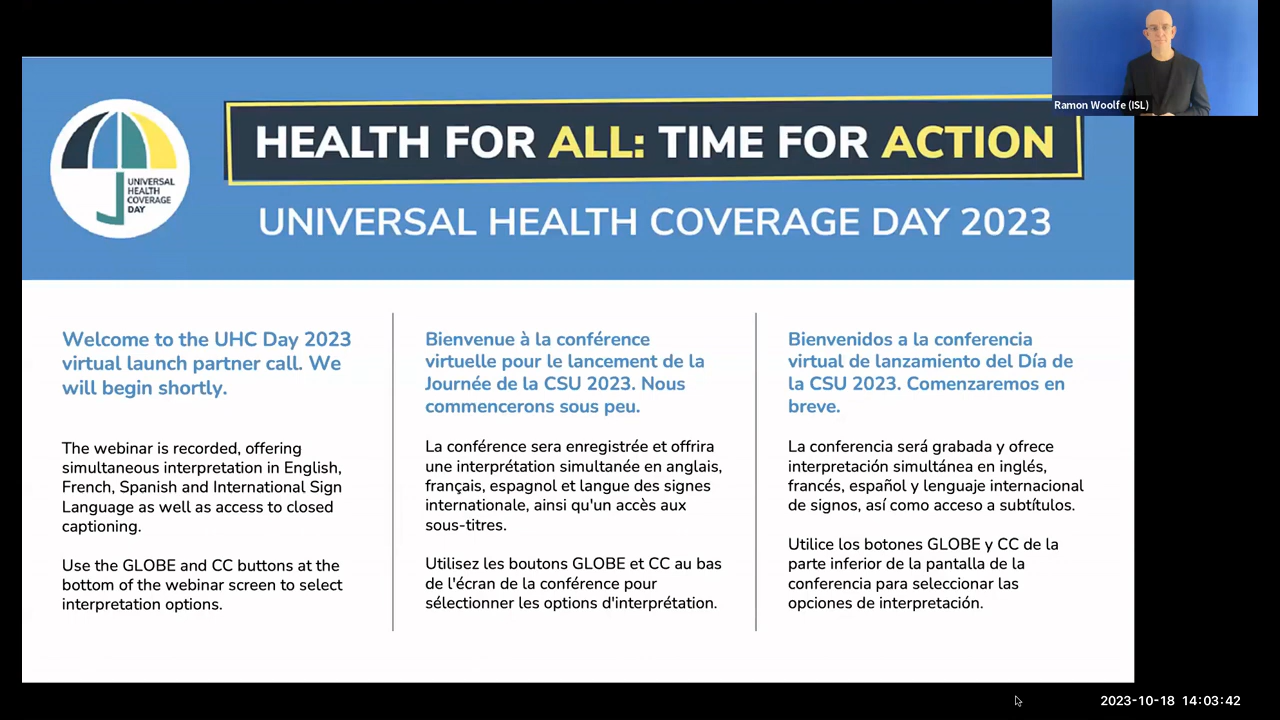 Ramon Woolfe (ISL)
UNIVERSAL
HEALTH
COVERAGE
DAY
HEALTH FOR ALL: TIME FOR ACTION
UNIVERSAL HEALTH COVERAGE DAY 2023
Welcome to the UHC Day 2023
virtual launch partner call. We
will begin shortly.
The webinar is recorded, offering
simultaneous interpretation in English,
French, Spanish and International Sign
Language as well as access to closed
captioning.
Use the GLOBE and CC buttons at the
bottom of the webinar screen to select
interpretation options.
Bienvenue à la conférence
virtuelle pour le lancement de la
Journée de la CSU 2023. Nous
commencerons sous peu.
La conférence sera enregistrée et offrira
une interprétation simultanée en anglais,
français, espagnol et langue des signes
internationale, ainsi qu'un accès aux
sous-titres.
Utilisez les boutons GLOBE et CC au bas
de l'écran de la conférence pour
sélectionner les options d'interprétation.
Bienvenidos a la conferencia
virtual de lanzamiento del Día de
la CSU 2023. Comenzaremos en
breve.
La conferencia será grabada y ofrece
interpretación simultánea en inglés,
francés, español y lenguaje internacional
de signos, así como acceso a subtítulos.
Utilice los botones GLOBE y CC de la
parte inferior de la pantalla de la
conferencia para seleccionar las
opciones de interpretación.
2023-10-18 14:03:42